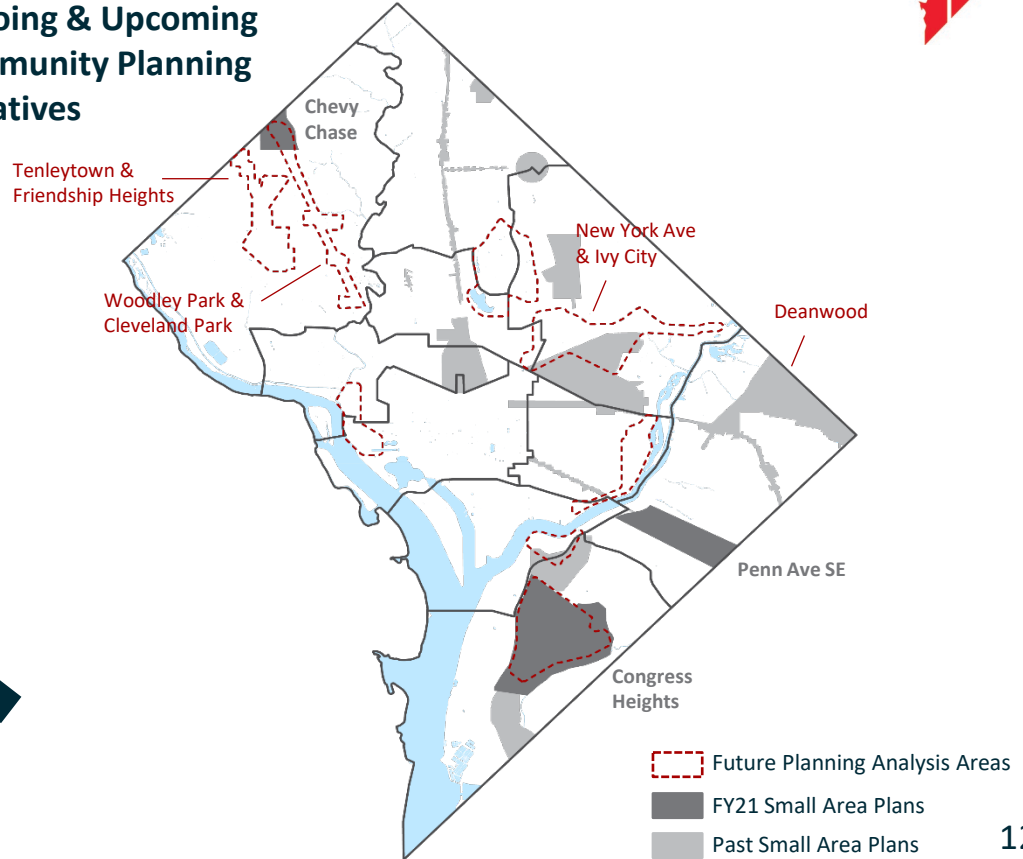 oing & Upcoming
munity Planning
atives
Chevy
Chase
Tenleytown &
Friendship Heights
New York Ave
& Ivy City
Woodley Park &
Cleveland Park
Deanwood
Penn Ave SE
Congress
Heights
Future Planning Analysis Areas
FY21 Small Area Plans
Past Small Area Plans
12